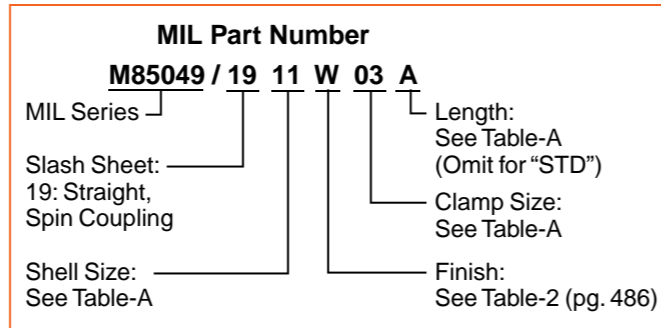 MIL Part Number
M85049 / 19 11 W 03 A
MIL Series
Slash Sheet:
19: Straight,
Spin Coupling
Shell Size:
See Table-A
Length:
See Table-A
(Omit for “STD”)
Clamp Size:
See Table-A
Finish:
See Table-2 (pg. 486)